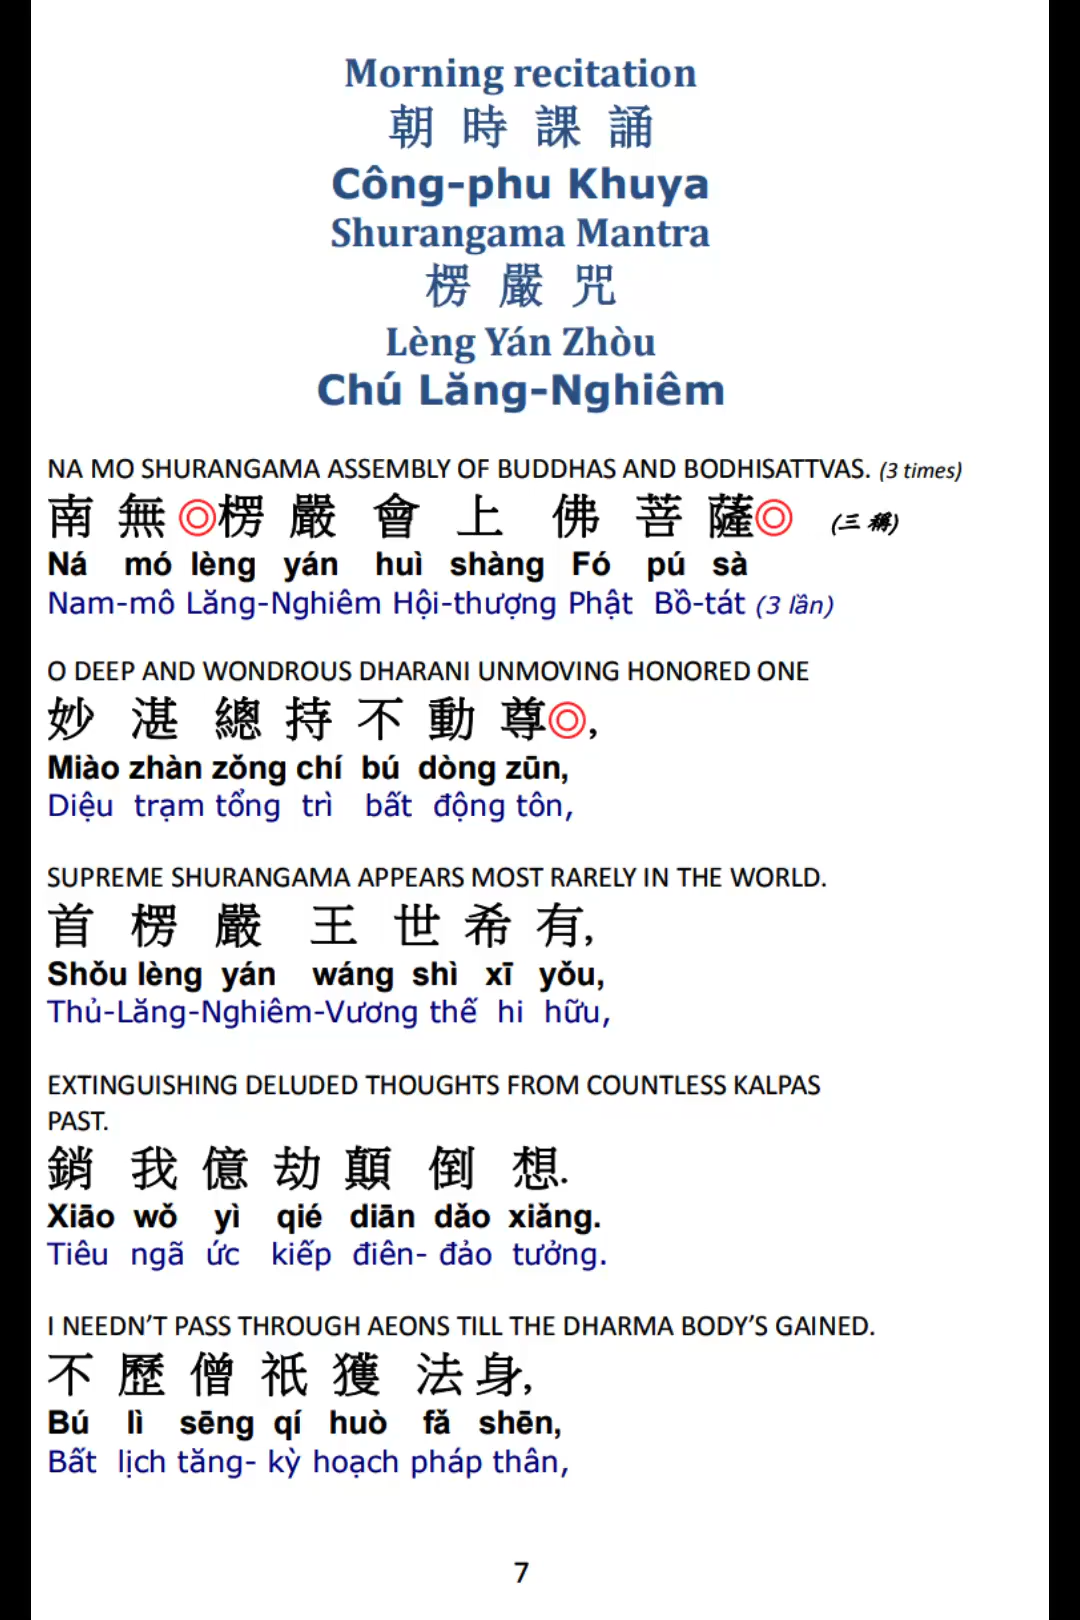 Morning recitation
朝 時 課 誦
Công-phu Khuya
Shurangama Mantra
楞 嚴 咒
Lèng Yán Zhòu
Chú Lăng-Nghiêm
NA MO SHURANGAMA ASSEMBLY OF BUDDHAS AND BODHISATTVAS. (3 times)
南 無 ◎楞 嚴 會 上 佛 菩 薩◎ (三 稱)
Ná mó lèng yán huì shàng Fó pú sà
Nam-mô Lăng-Nghiêm Hội-thượng Phật Bồ-tát (3 lần)
O DEEP AND WONDROUS DHARANI UNMOVING HONORED ONE
妙 湛 總 持 不 動 尊◎,
Miào zhàn zǒng chí bú dòng zūn,
Diệu trạm tổng trì bất động tôn,
SUPREME SHURANGAMA APPEARS MOST RARELY IN THE WORLD.
首 楞 嚴 王 世 希 有,
Shǒu lèng yán wáng shì xī yǒu,
Thủ-Lăng-Nghiêm-Vương thế hi hữu,
EXTINGUISHING DELUDED THOUGHTS FROM COUNTLESS KALPAS
PAST.
銷 我 億 劫 顛 倒 想.
Xiāo wǒ yì qié diān dǎo xiǎng.
Tiêu ngã ức kiếp điên- đảo tưởng.
I NEEDN'T PASS THROUGH AEONS TILL THE DHARMA BODY'S GAINED.
不 歷 僧 祇 獲 法 身,
Bú lì sēng qí huò fǎ shēn,
Bất lịch tăng- kỳ hoạch pháp thân,
7